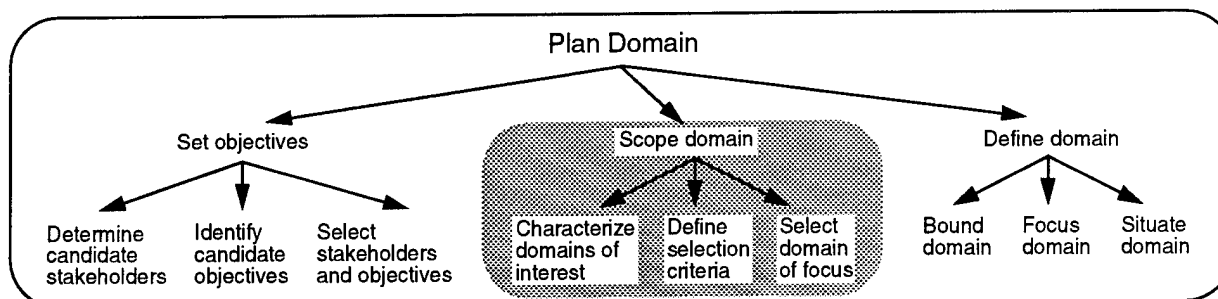 Plan Domain
Set objectives
Scope domain
Define domain
Determine
candidate
stakeholders
Identify
candidate
objectives
Select
stakeholders
and objectives
Characterize
domains of
interest
Define
selection
criteria
Select
domain
of focus
Bound
domain
Focus
domain
Situate
domain